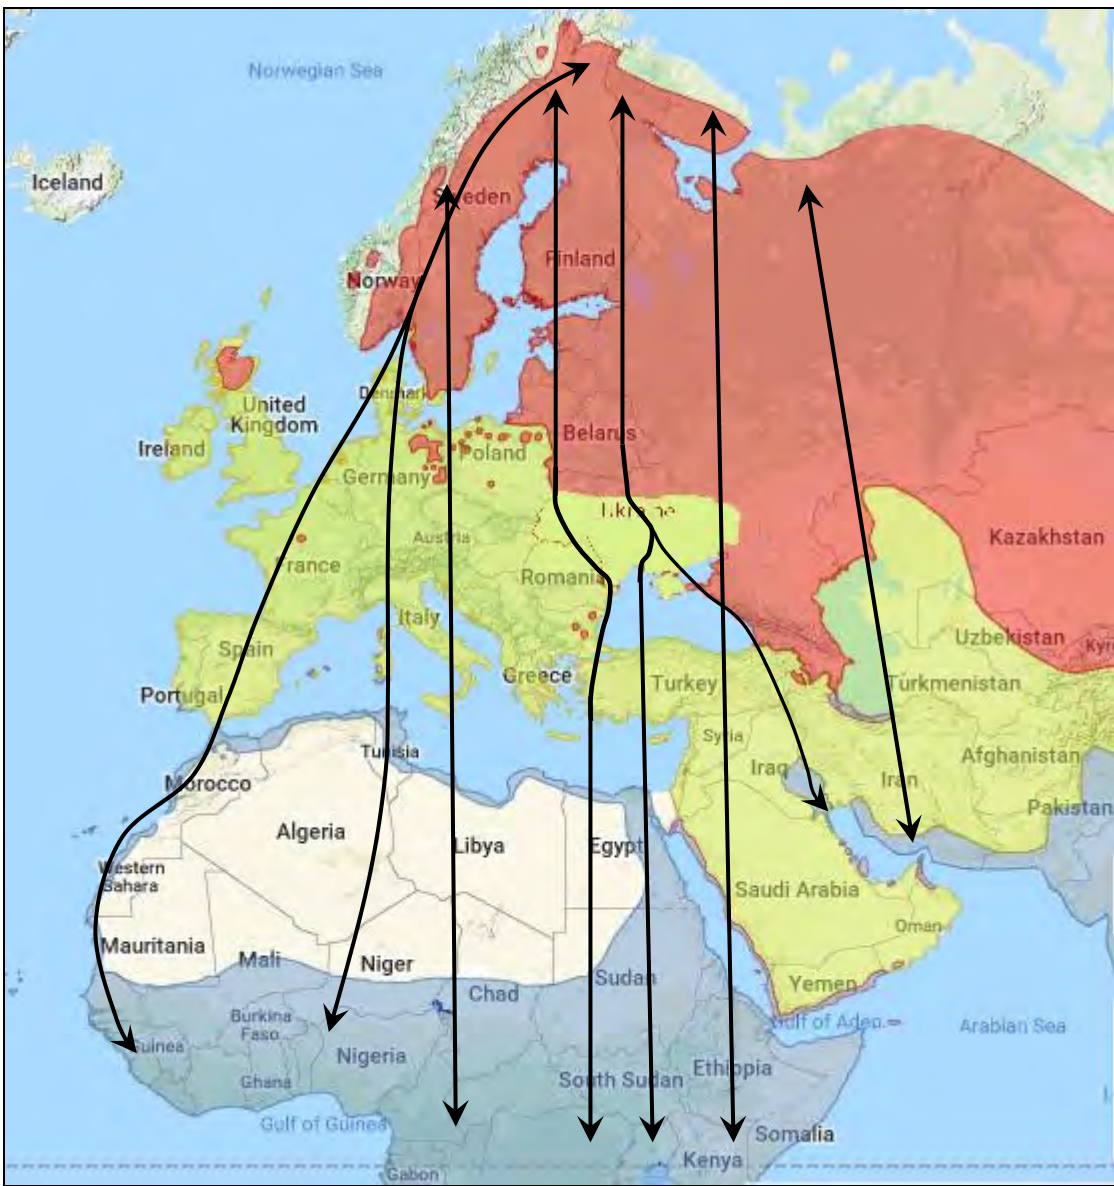 Norwegian Sea
Iceland
Sweden
Finland
Norway
United
Kingdom
Denmark
Ireland
Belarus
Poland
Germany
Ukraine
Austria
Kazakhstan
France
Romania
Italy
Uzbekistan
Spain
Kyr
Greece
Turkey
Turkmenistan
Portugal
Syria
Tunisia
Afghanistan
Iraq
Iran
Morocco
Pakistan
Algeria
Libya
Egypt
Western
Sahara
Saudi Arabia
Oman
Mauritania
Mali
Niger
Sudan
Chad
Yemen
Burkina
Faso
Gulf of Aden
Arabian Sea
Guinea
Nigeria
Ethiopia
Ghana
South Sudan
Gulf of Guinea
Somalia
Kenya
Gabon